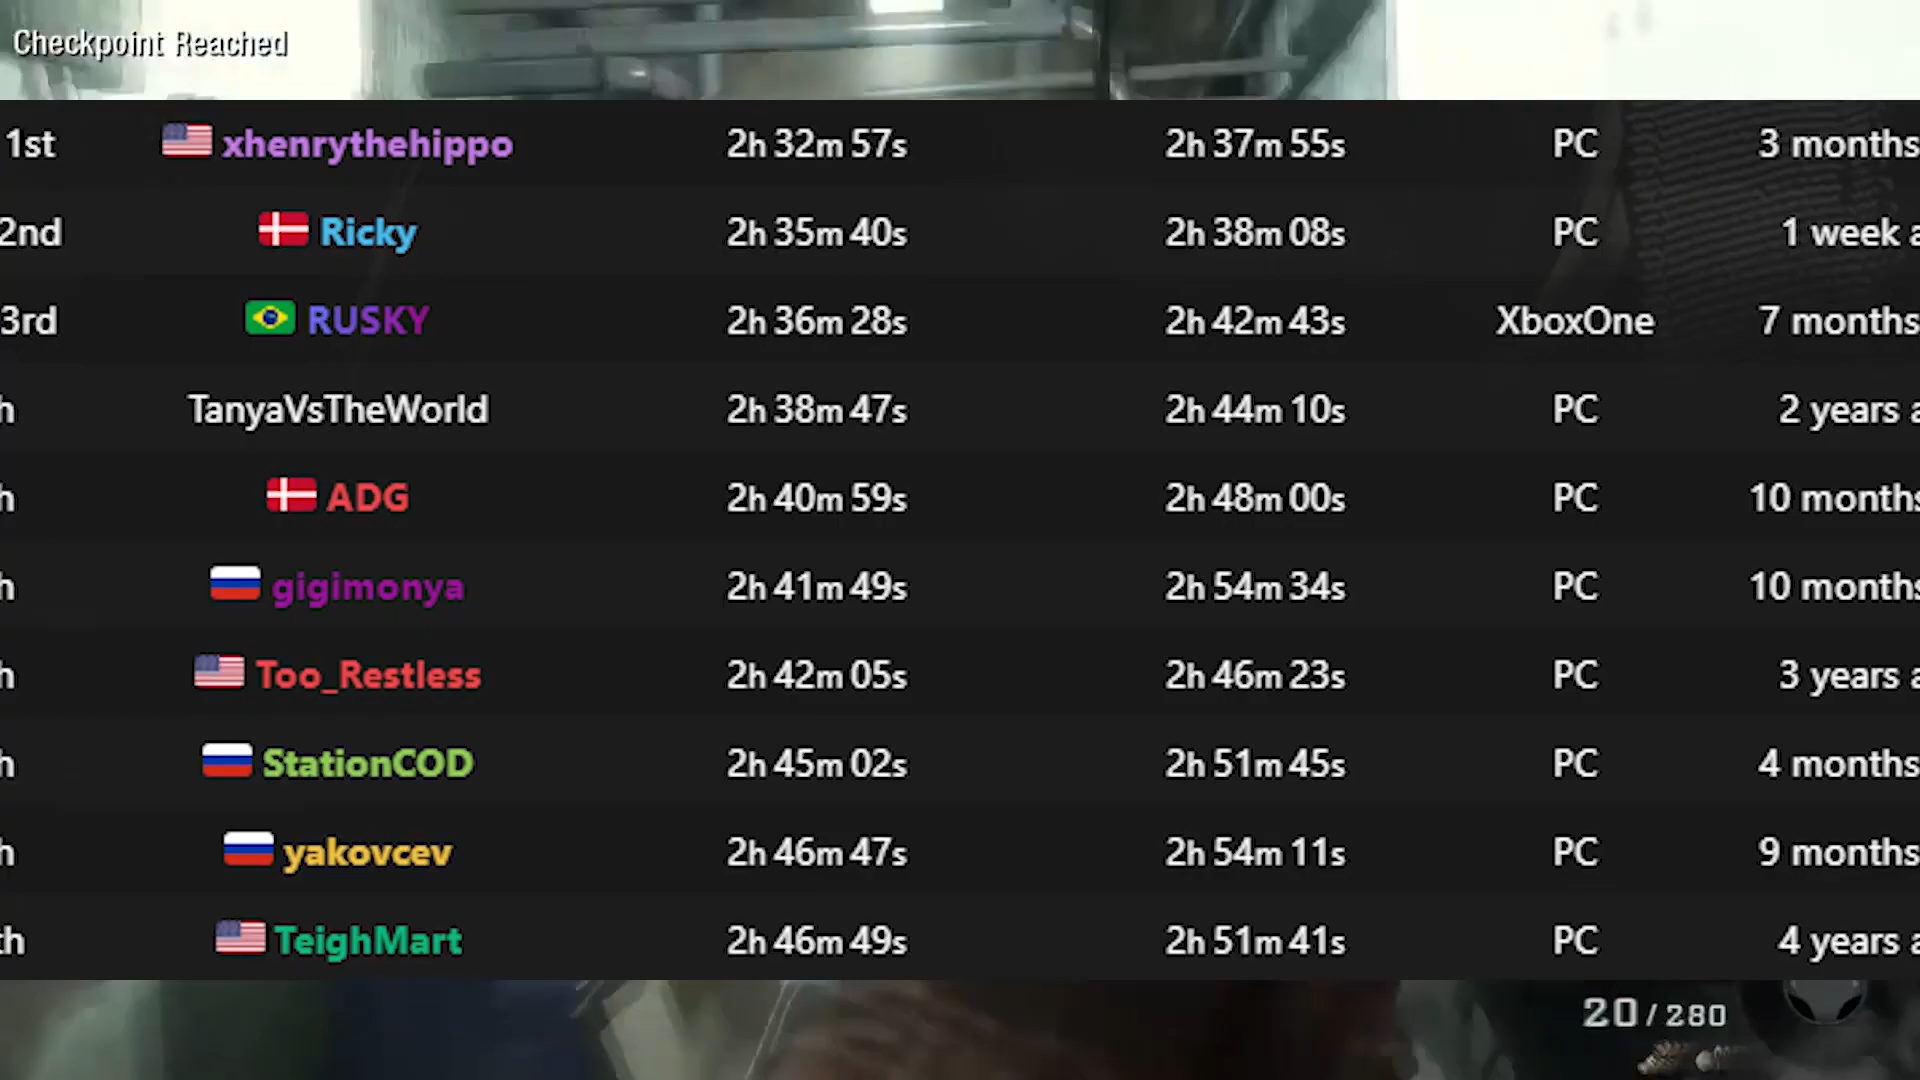 Checkpoint Reached
1st xhenrythehippo 2h 32m 57s 2h 37m 55s PC 3 months
2nd Ricky 2h 35m 40s 2h 38m 08s PC 1 week a
3rd RUSKY 2h 36m 28s 2h 42m 43s XboxOne 7 months
h TanyaVsTheWorld 2h 38m 47s 2h 44m 10s PC 2 years a
h ADG 2h 40m 59s 2h 48m 00s PC 10 months
h gigimonya 2h 41m 49s 2h 54m 34s PC 10 months
h Too_Restless 2h 42m 05s 2h 46m 23s PC 3 years a
h StationCOD 2h 45m 02s 2h 51m 45s PC 4 months
h yakovcev 2h 46m 47s 2h 54m 11s PC 9 months
th TeighMart 2h 46m 49s 2h 51m 41s PC 4 years a
20/280